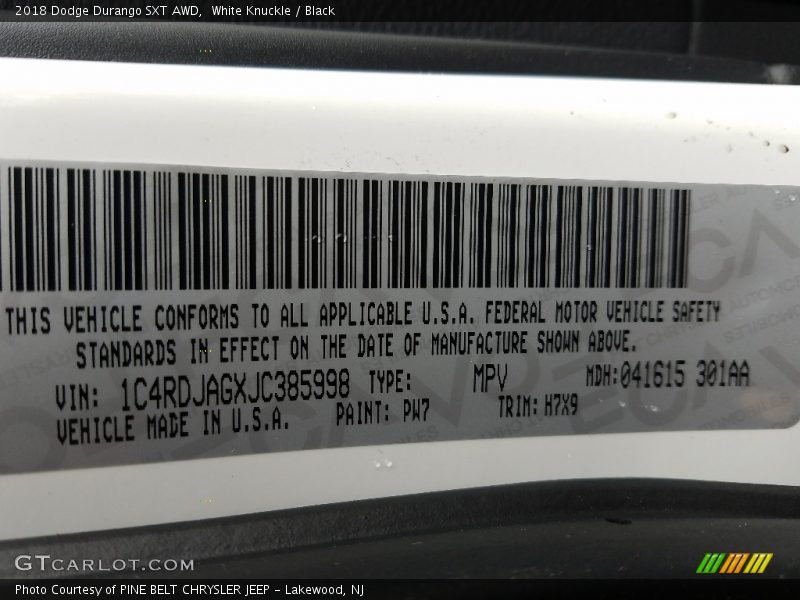 2018 Dodge Durango SXT AWD,  White Knuckle / Black
THIS VEHICLE CONFORMS TO ALL APPLICABLE U.S.A. FEDERAL MOTOR VEHICLE SAFETY
STANDARDS IN EFFECT ON THE DATE OF MANUFACTURE SHOWN ABOVE.
VIN: 1C4RDJAGXJC385998 TYPE: MPV MDH:041615 301AA
VEHICLE MADE IN U.S.A. PAINT: PW7 TRIM: H7X9
GTCARLOT.COM
Photo Courtesy of PINE BELT CHRYSLER JEEP - Lakewood, NJ